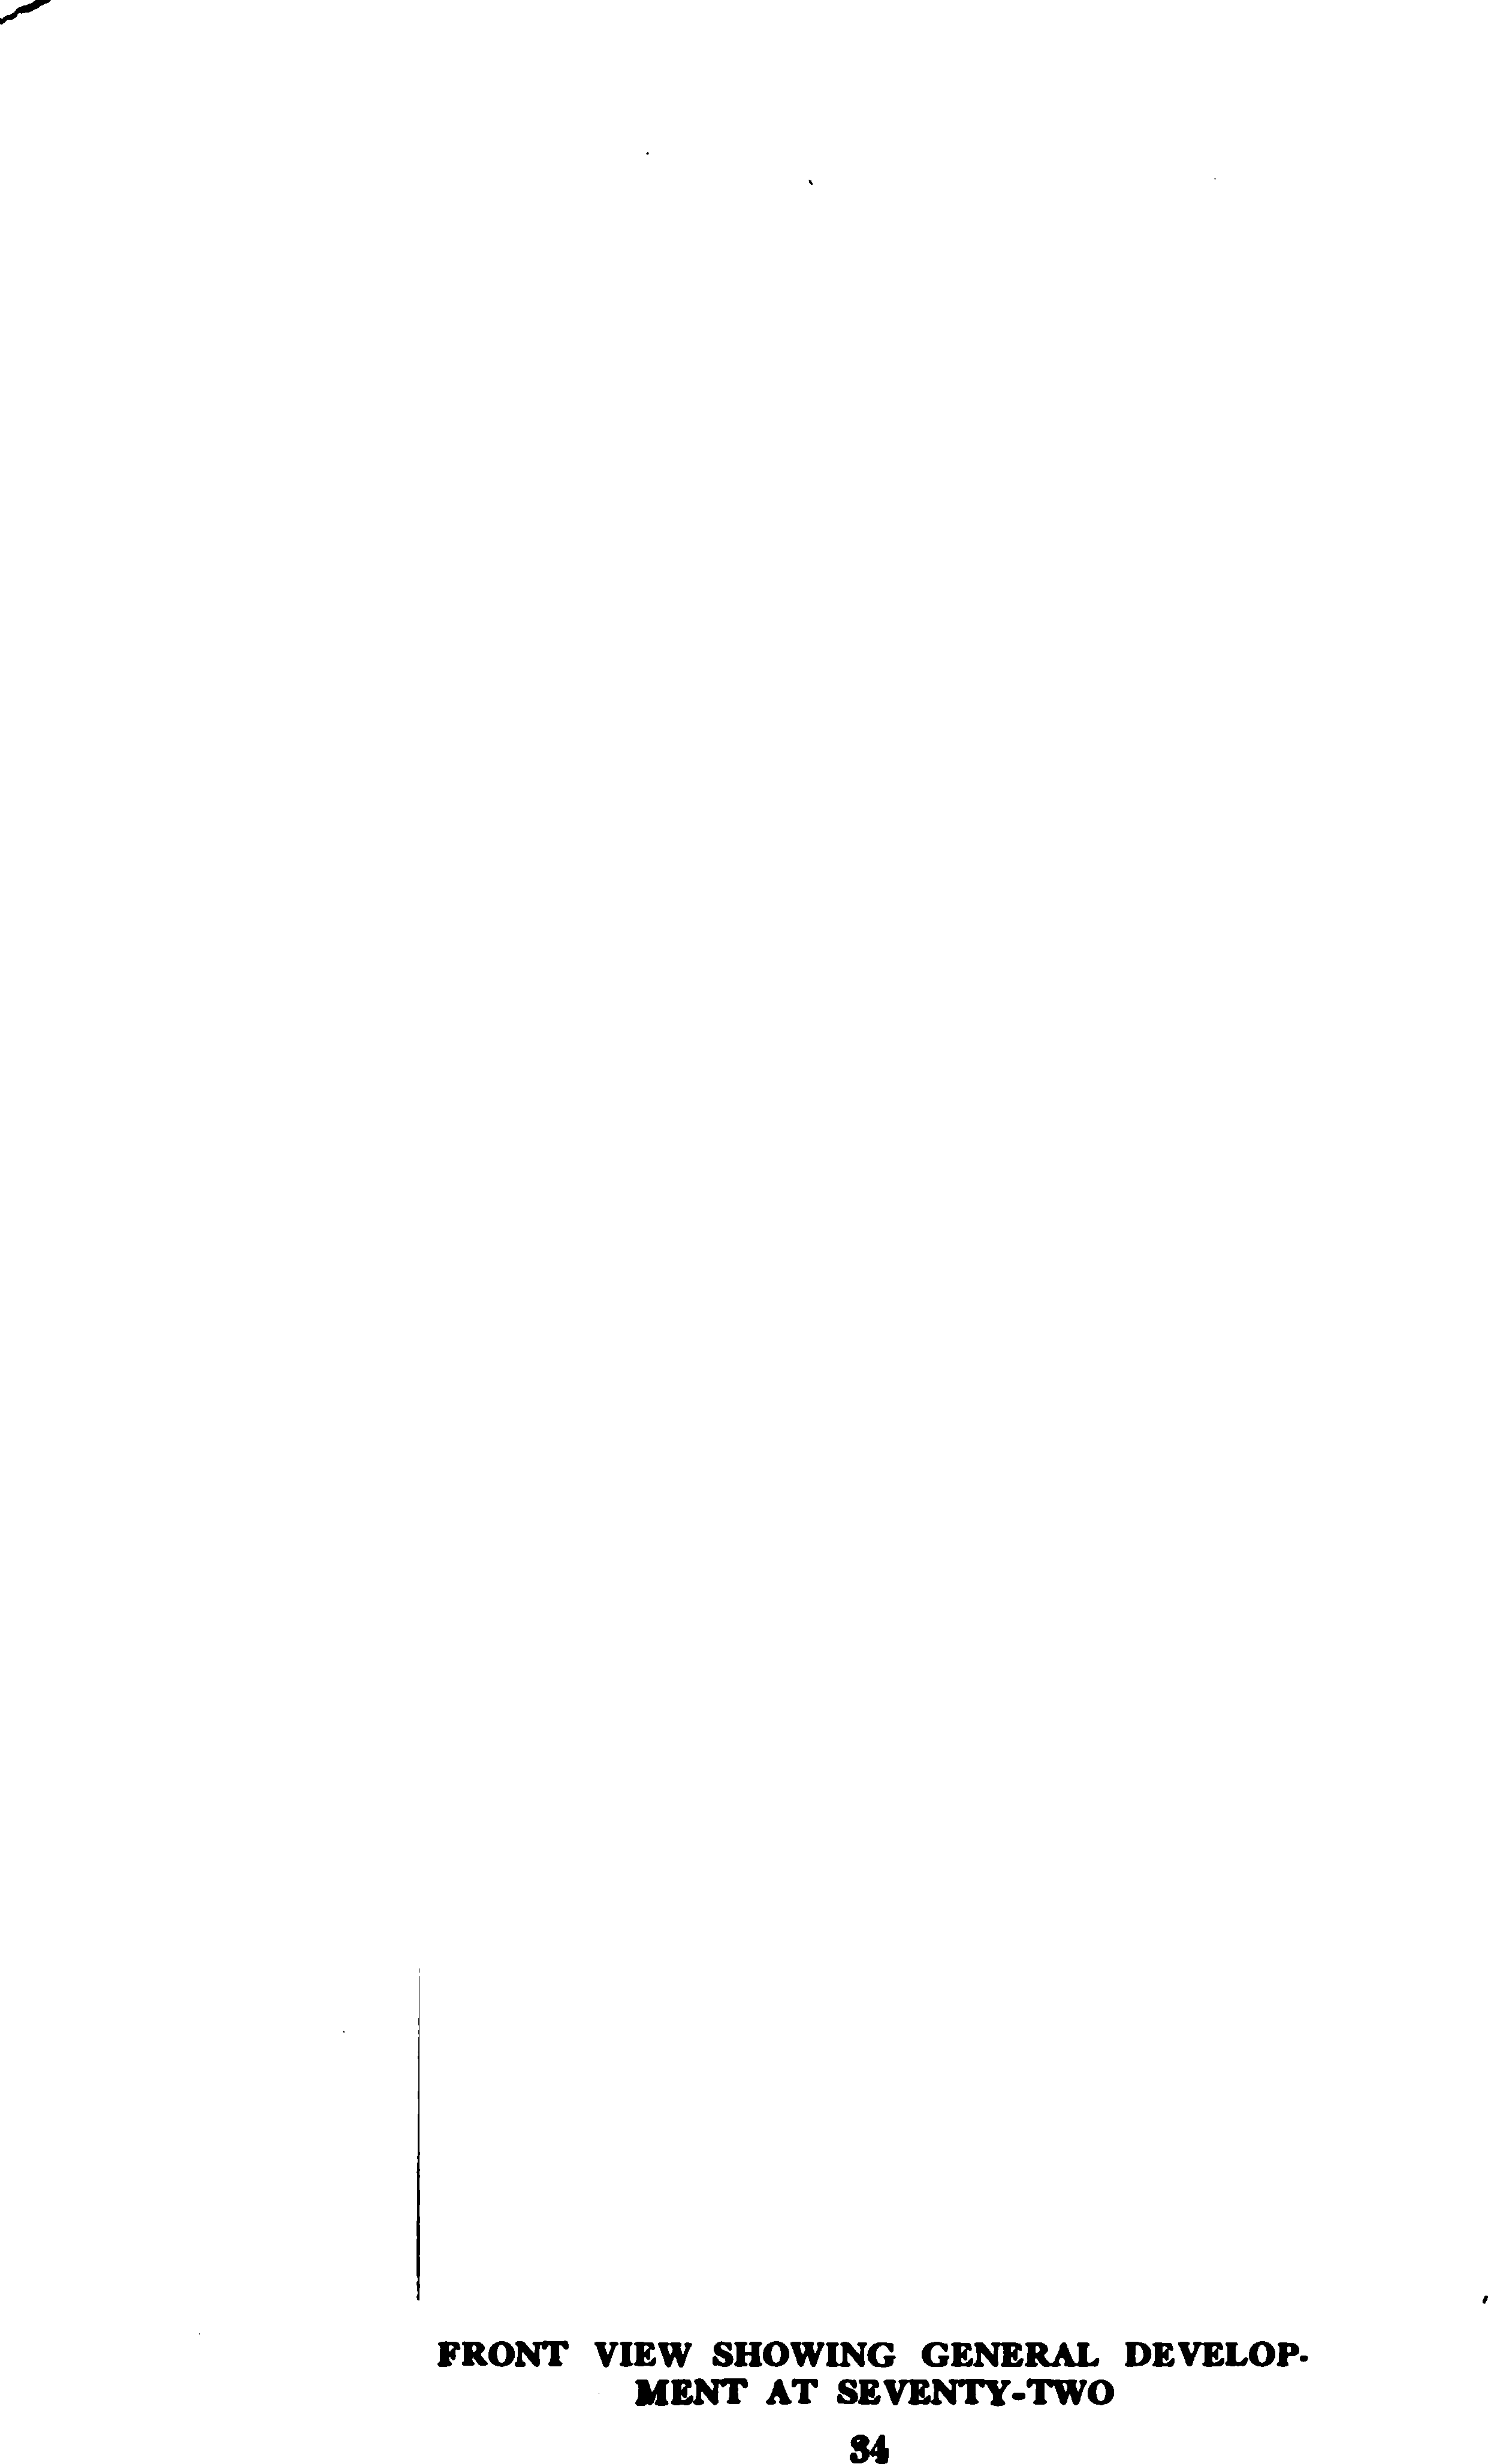 FRONT VIEW SHOWING GENERAL DEVELOP-
MENT AT SEVENTY-TWO
34